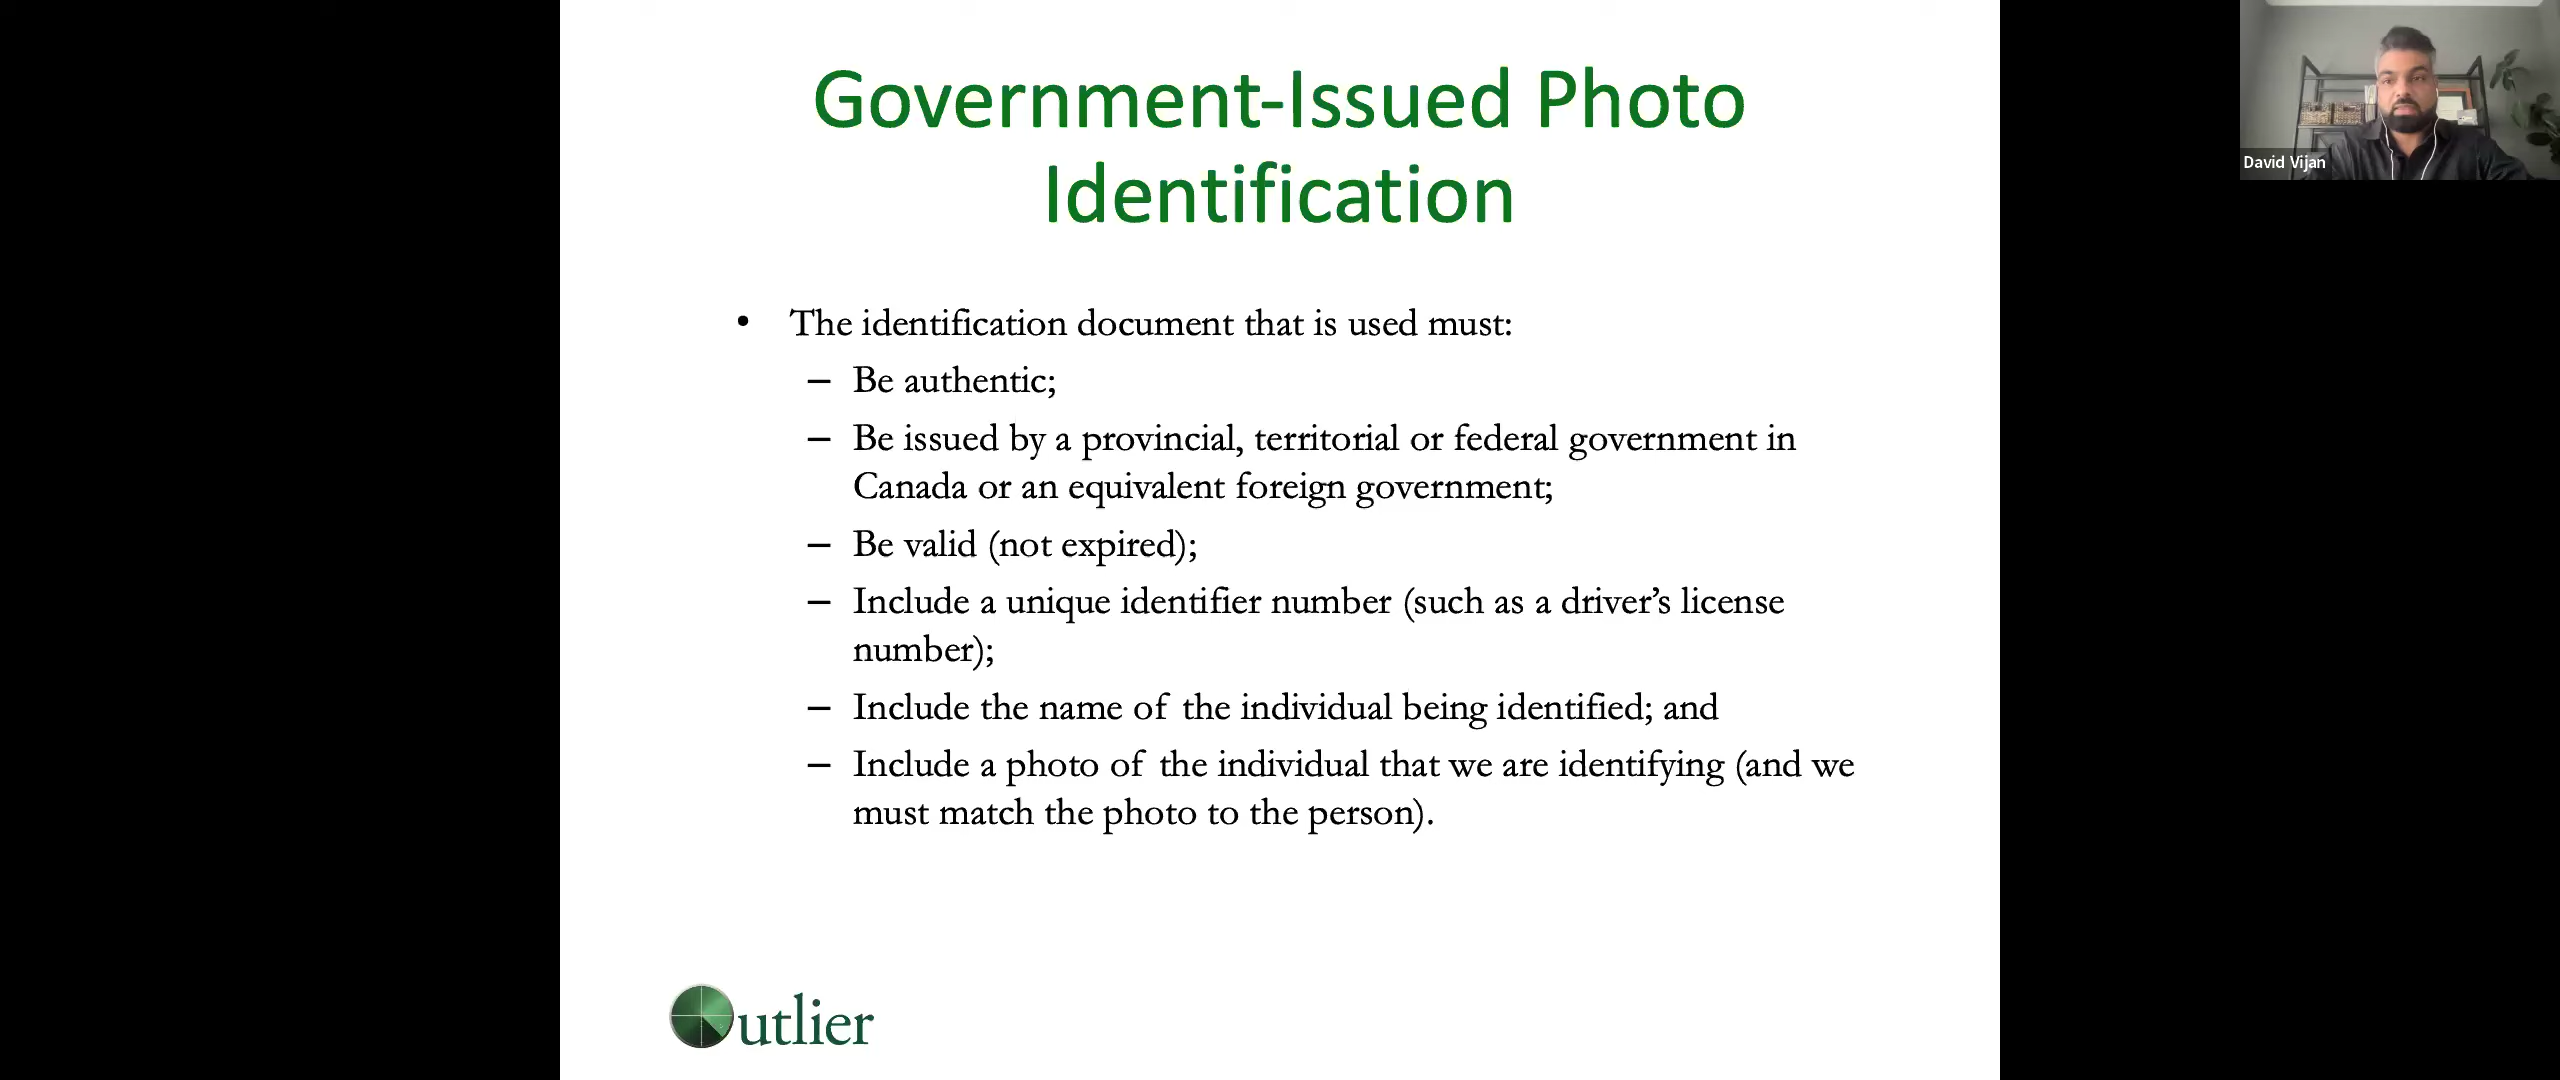 Government-Issued Photo
Identification
• The identification document that is used must:
– Be authentic;
– Be issued by a provincial, territorial or federal government in
Canada or an equivalent foreign government;
– Be valid (not expired);
– Include a unique identifier number (such as a driver’s license
number);
– Include the name of the individual being identified; and
– Include a photo of the individual that we are identifying (and we
must match the photo to the person).
Outlier
David Vijan